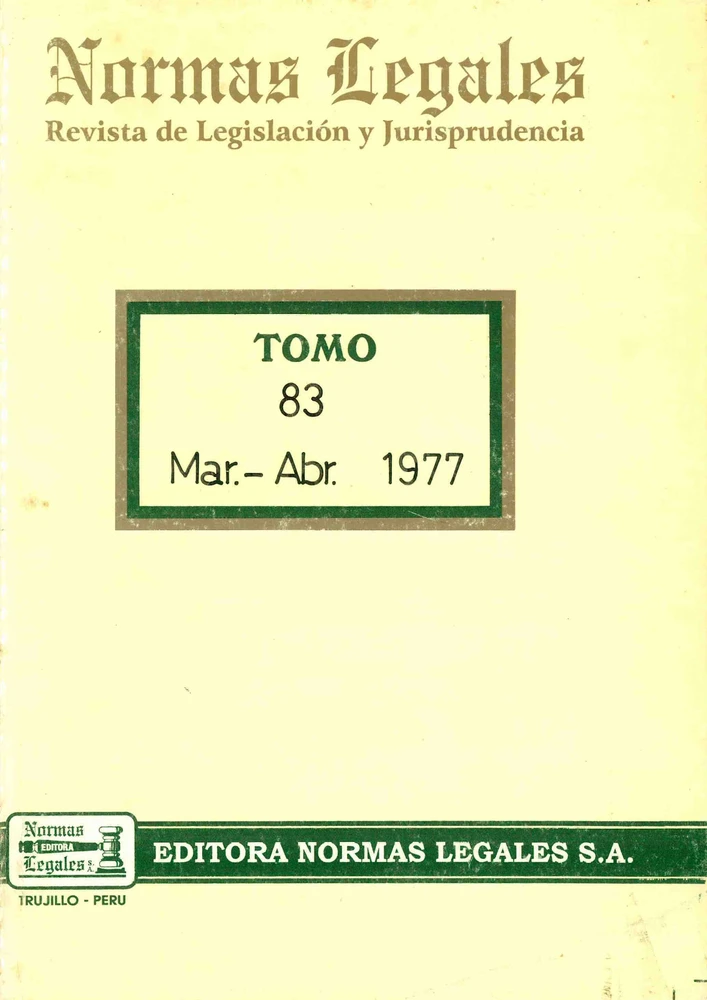 Normas Legales
Revista de Legislación y Jurisprudencia
TOMO
83
Mar.- Abr. 1977
Normas
EDITORA
Legales
EDITORA NORMAS LEGALES S.A.
TRUJILLO - PERU